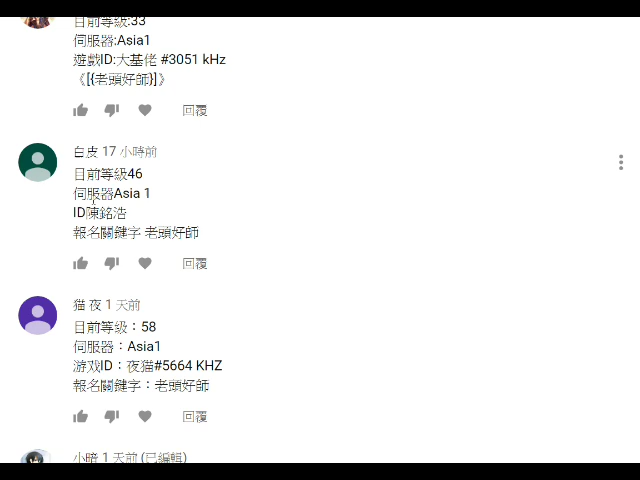 目前等級:33
伺服器:Asia1
遊戲ID:大基佬 #3051 kHz
《[{老頭好師}]》
回覆
白皮 17 小時前
目前等級46
伺服器Asia 1
ID陳銘浩
報名關鍵字 老頭好師
回覆
猫 夜 1 天前
目前等級：58
伺服器：Asia1
游戏ID：夜猫#5664 KHZ
報名關鍵字：老頭好師
回覆
小暗 1 天前 (已編輯)